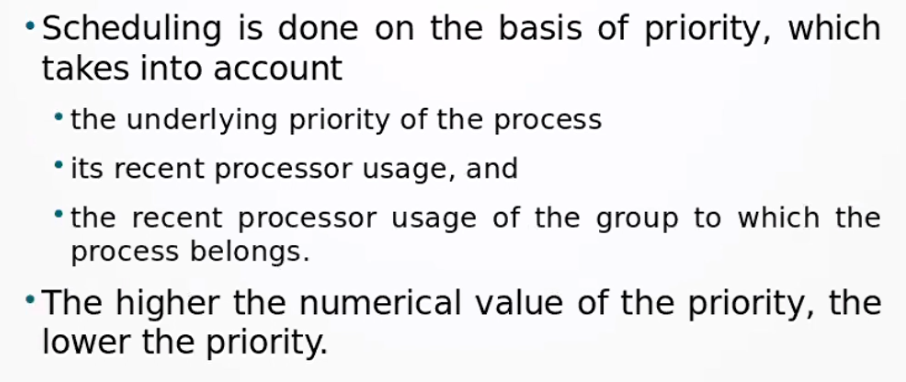 •Scheduling is done on the basis of priority, which
takes into account
•the underlying priority of the process
•its recent processor usage, and
•the recent processor usage of the group to which the
process belongs.
•The higher the numerical value of the priority, the
lower the priority.